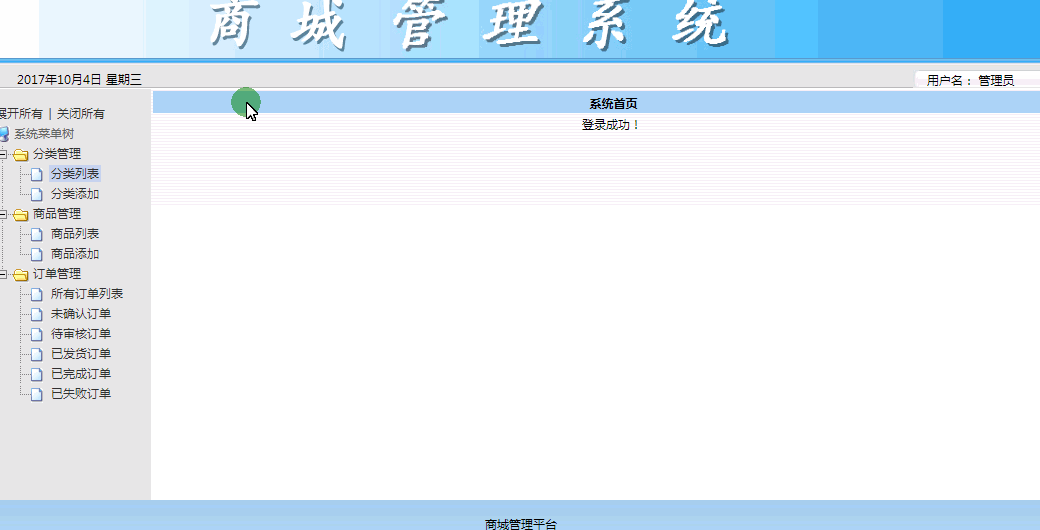 商城管理系统
2017年10月4日 星期三
用户名： 管理员
展开所有 | 关闭所有
系统菜单树
分类管理
分类列表
分类添加
商品管理
商品列表
商品添加
订单管理
所有订单列表
未确认订单
待审核订单
已发货订单
已完成订单
已失败订单
系统首页
登录成功！
商城管理平台